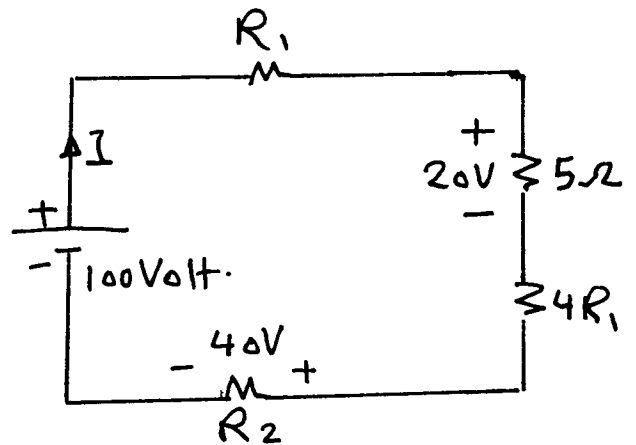 R1
+
I
20V 5Ω
-
+
- 100Volt.
4R1
- 40V +
R2